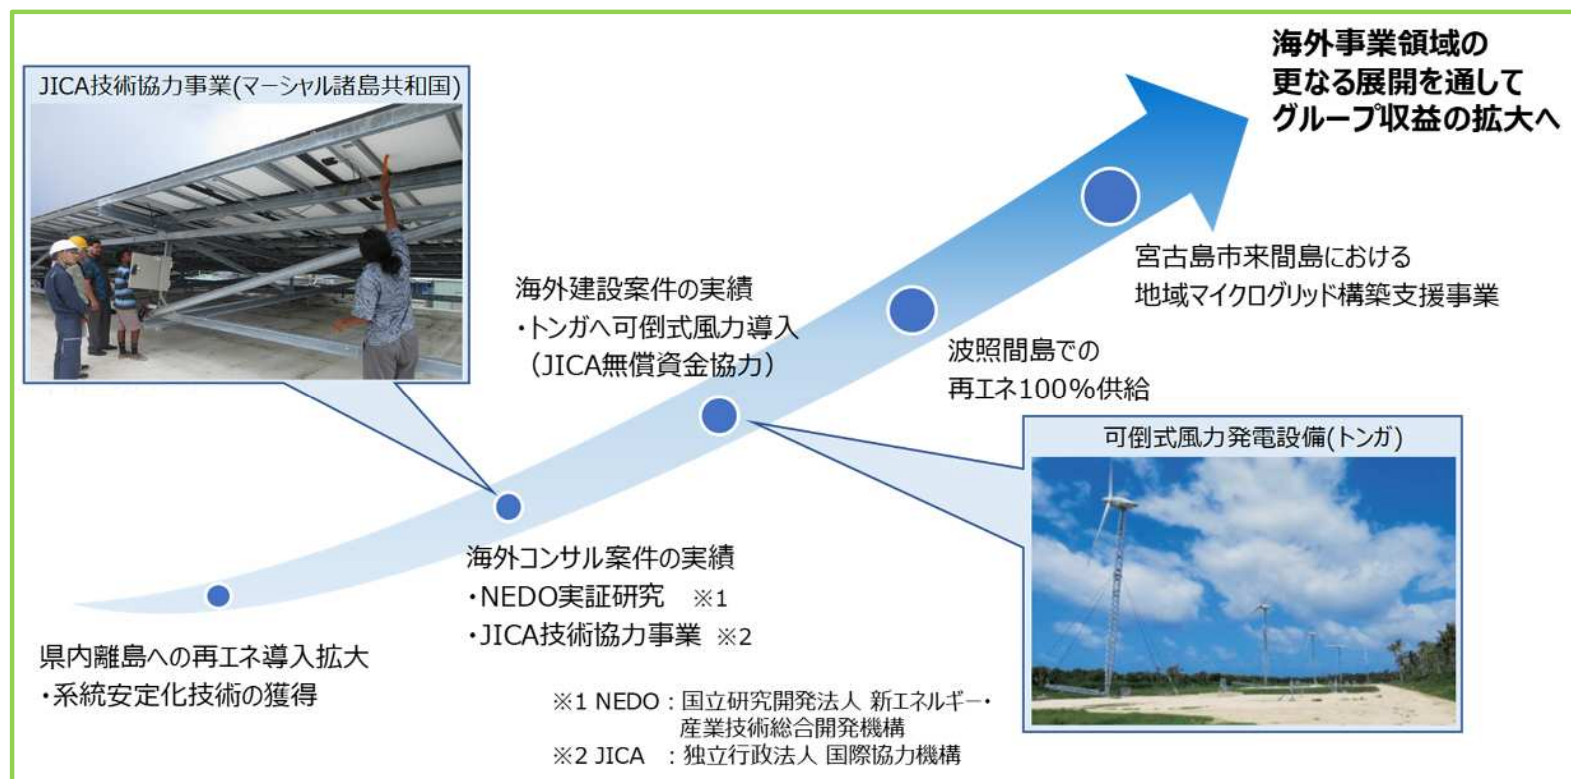 海外事業領域の
更なる展開を通して
グループ収益の拡大へ
JICA技術協力事業(マーシャル諸島共和国)
宮古島市来間島における
地域マイクログリッド構築支援事業
海外建設案件の実績
・トンガへ可倒式風力導入
(JICA無償資金協力)
波照間島での
再エネ100%供給
可倒式風力発電設備(トンガ)
海外コンサル案件の実績
・NEDO実証研究 ※1
・JICA技術協力事業 ※2
県内離島への再エネ導入拡大
・系統安定化技術の獲得
※1 NEDO：国立研究開発法人 新エネルギー・
産業技術総合開発機構
※2 JICA ：独立行政法人 国際協力機構